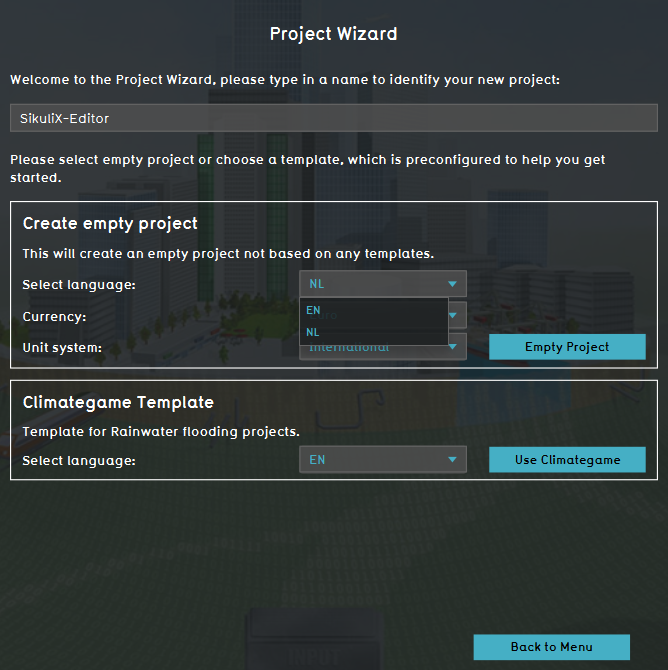 Project Wizard
Welcome to the Project Wizard, please type in a name to identify your new project:
SikuliX-Editor
Please select empty project or choose a template, which is preconfigured to help you get
started.
Create empty project
This will create an empty project not based on any templates.
Select language: NL
EN
Currency:
NL
Unit system: International Empty Project
Climategame Template
Template for Rainwater flooding projects.
Select language: EN Use Climategame
Back to Menu